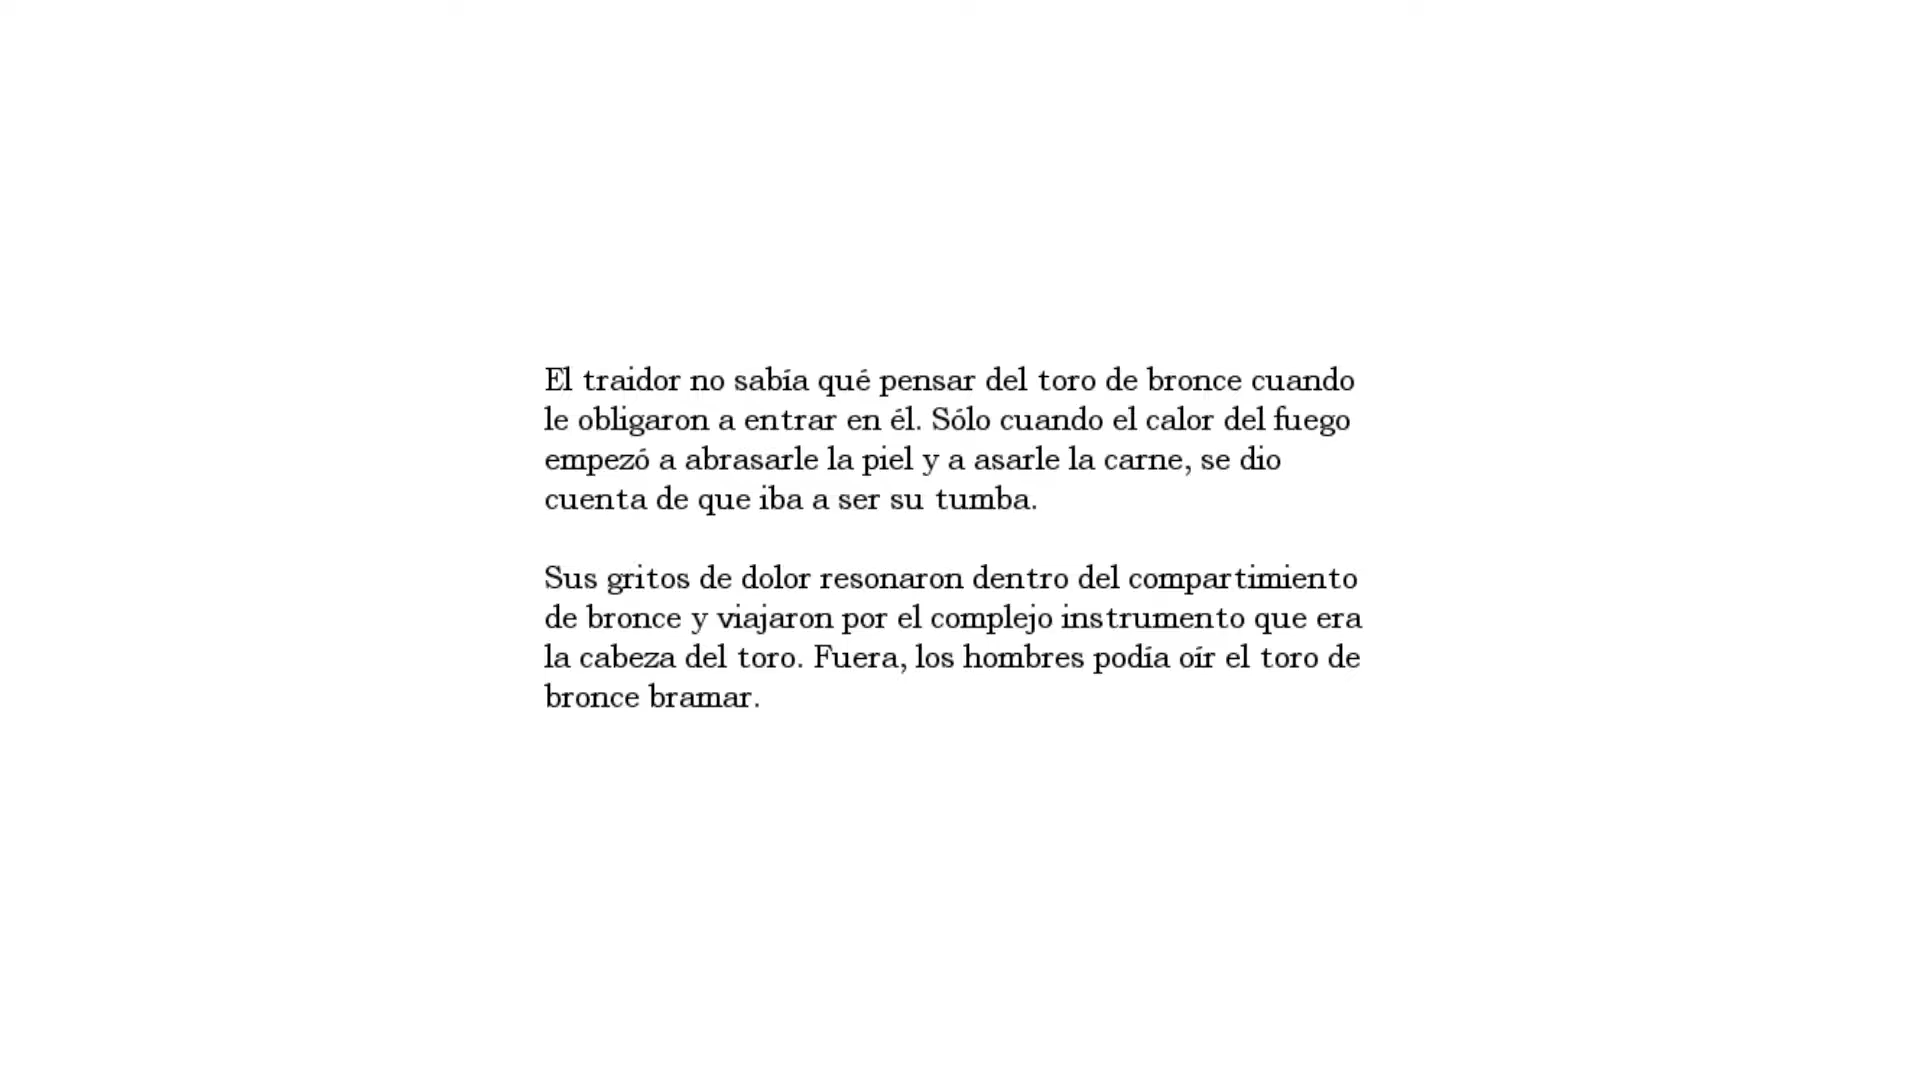 El traidor no sabía qué pensar del toro de bronce cuando
le obligaron a entrar en él. Sólo cuando el calor del fuego
empezó a abrasarle la piel y a asarle la carne, se dio
cuenta de que iba a ser su tumba.
Sus gritos de dolor resonaron dentro del compartimiento
de bronce y viajaron por el complejo instrumento que era
la cabeza del toro. Fuera, los hombres podía oír el toro de
bronce bramar.